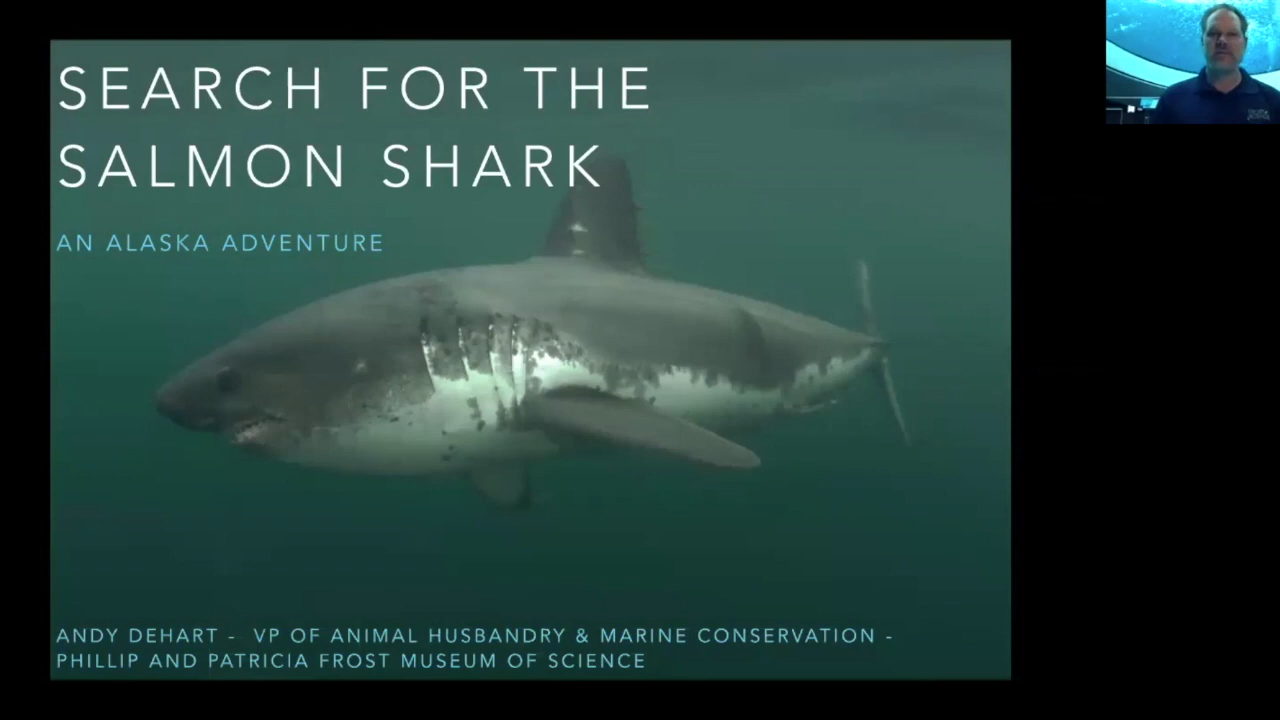 SEARCH FOR THE
SALMON SHARK
AN ALASKA ADVENTURE
ANDY DEHART - VP OF ANIMAL HUSBANDRY & MARINE CONSERVATION -
PHILLIP AND PATRICIA FROST MUSEUM OF SCIENCE